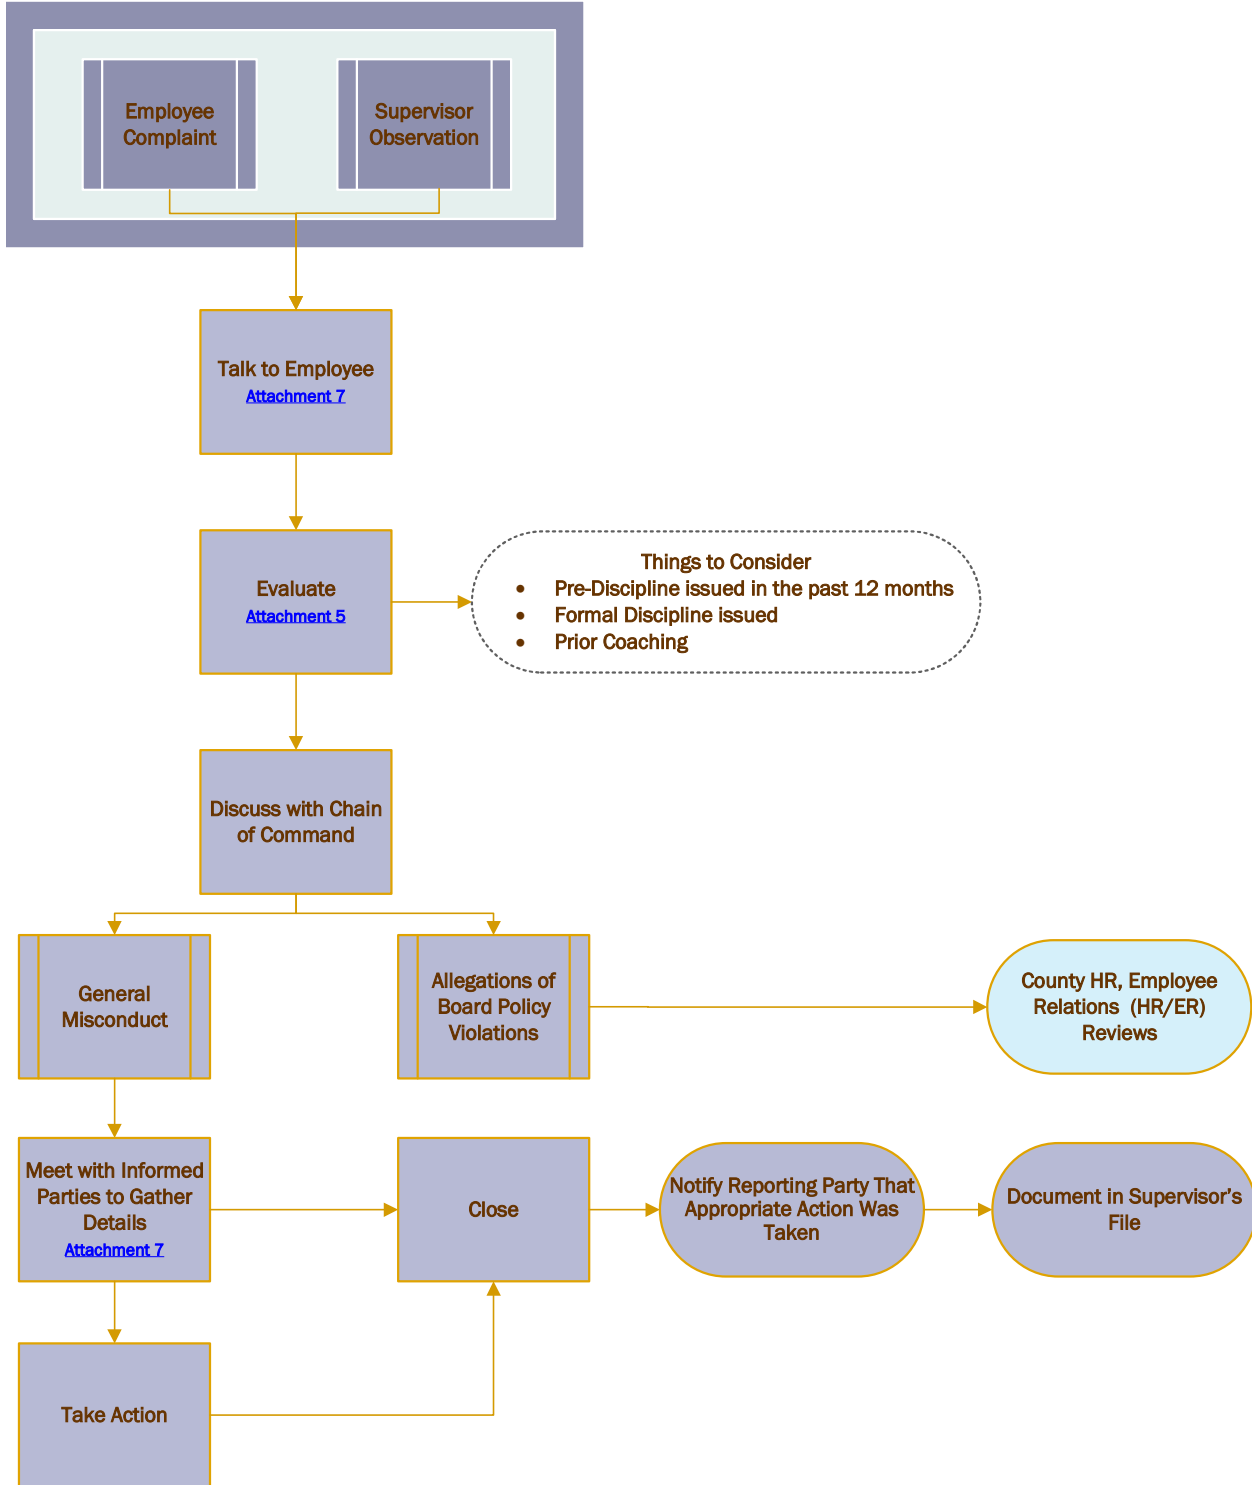 Employee
Complaint
Supervisor
Observation
Talk to Employee
Attachment 7
Evaluate
Attachment 5
Things to Consider
• Pre-Discipline issued in the past 12 months
• Formal Discipline issued
• Prior Coaching
Discuss with Chain
of Command
General
Misconduct
Allegations of
Board Policy
Violations
County HR, Employee
Relations (HR/ER)
Reviews
Meet with Informed
Parties to Gather
Details
Attachment 7
Close
Notify Reporting Party That
Appropriate Action Was
Taken
Document in Supervisor’s
File
Take Action